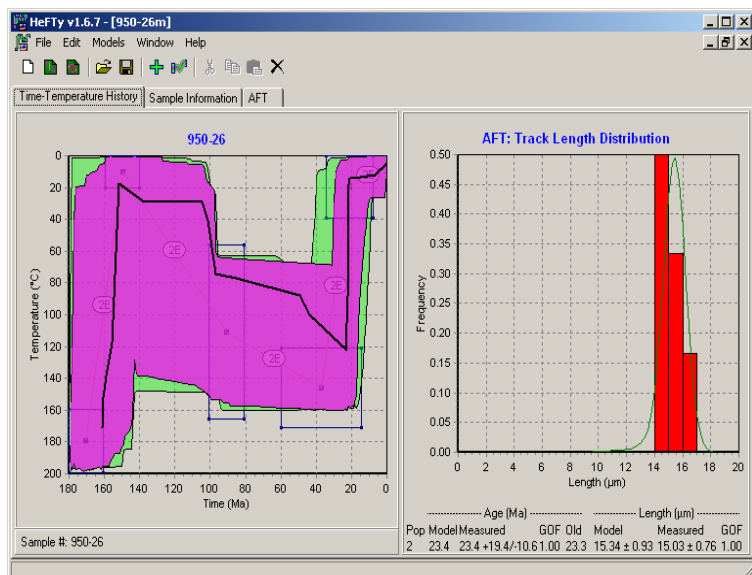 HeFTy v1.6.7 - [950-26m]
File Edit Models Window Help
Time-Temperature History Sample Information AFT
950-26
0
20
40
60
80
100
120
140
160
180
200
Temperature (°C)
2E
2E
2E
2E
2E
180 160 140 120 100 80 60 40 20 0
Time (Ma)
Sample #: 950-26
AFT: Track Length Distribution
0.50
0.45
0.40
0.35
0.30
0.25
0.20
0.15
0.10
0.05
0.00
Frequency
0 2 4 6 8 10 12 14 16 18 20
Length (µm)
Age (Ma) Length (µm)
Pop Model Measured GOF Old Model Measured GOF
2 23.4 23.4 +19.4/-10.6 1.00 23.3 15.34 ± 0.93 15.03 ± 0.76 1.00